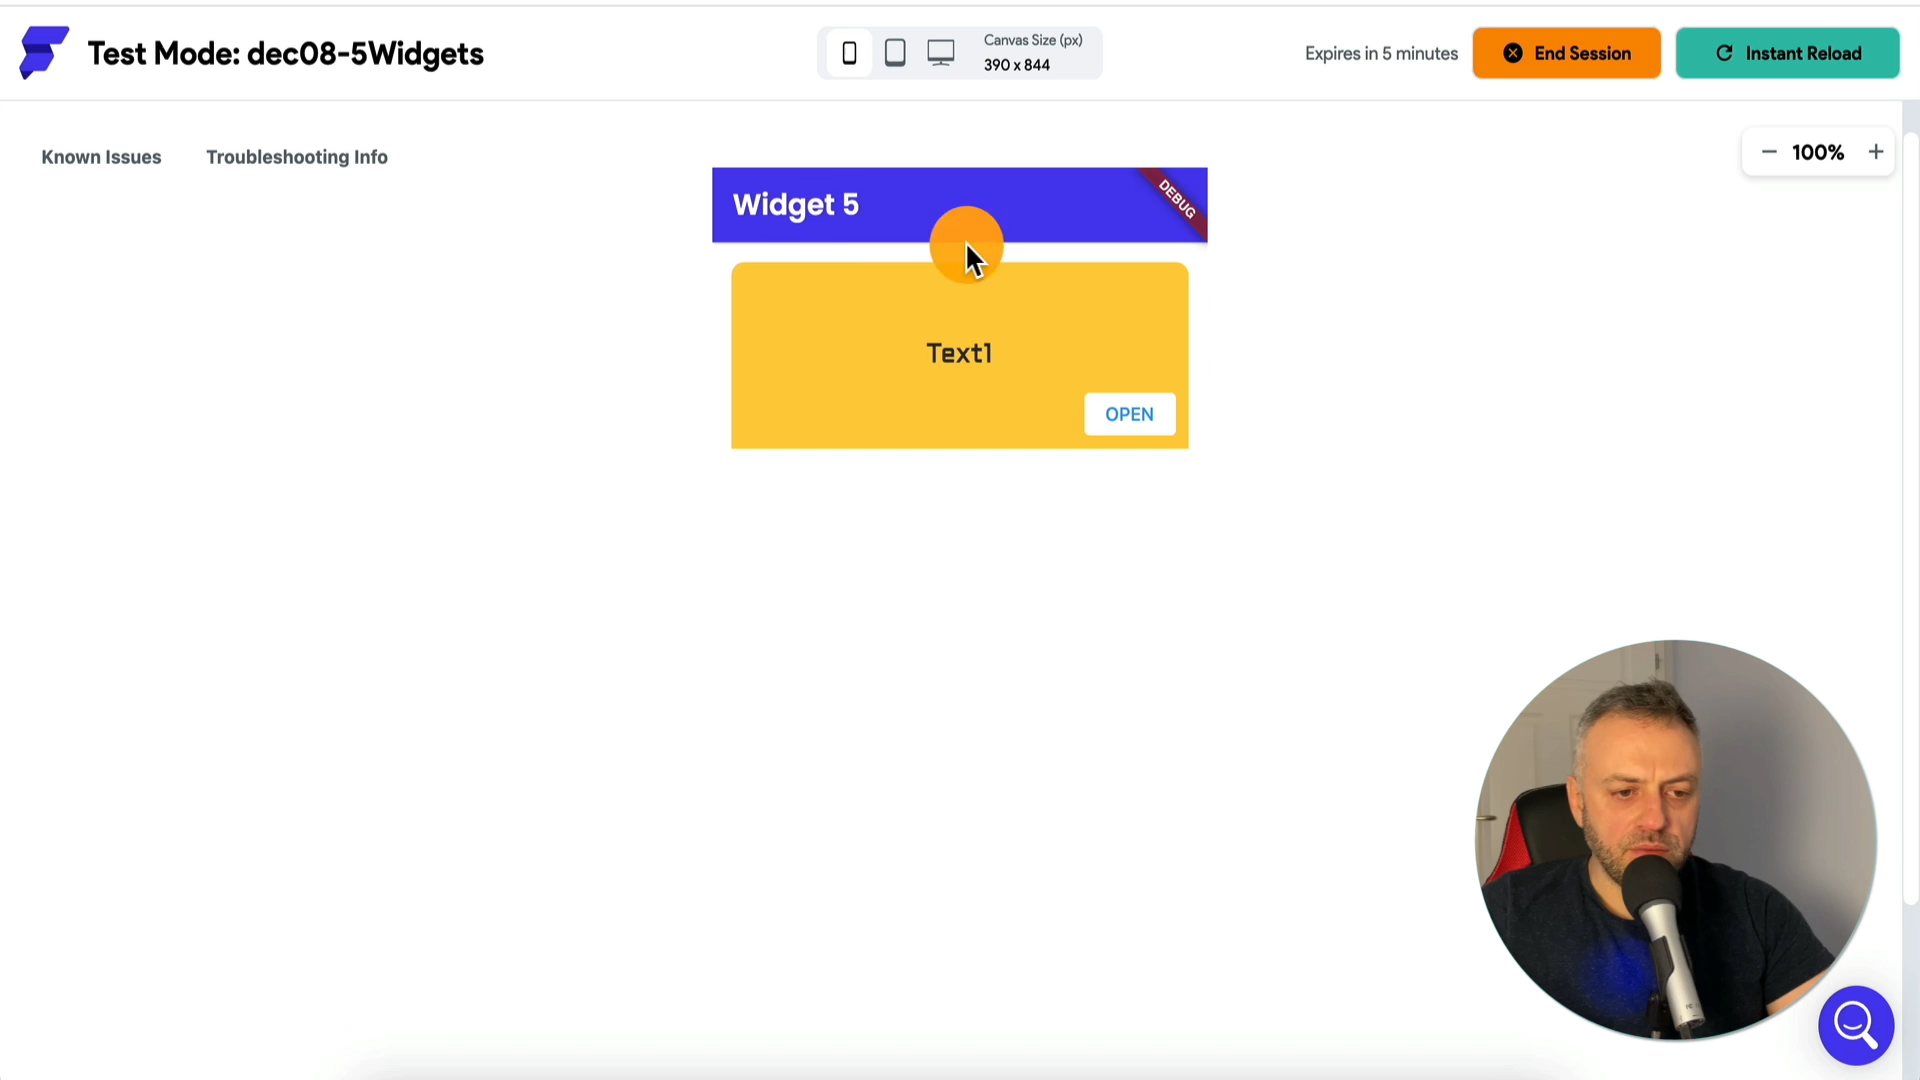 Test Mode: dec08-5Widgets
Canvas Size (px)
390 x 844
Expires in 5 minutes
End Session
Instant Reload
Known Issues
Troubleshooting Info
100%
Widget 5
DEBUG
Text1
OPEN